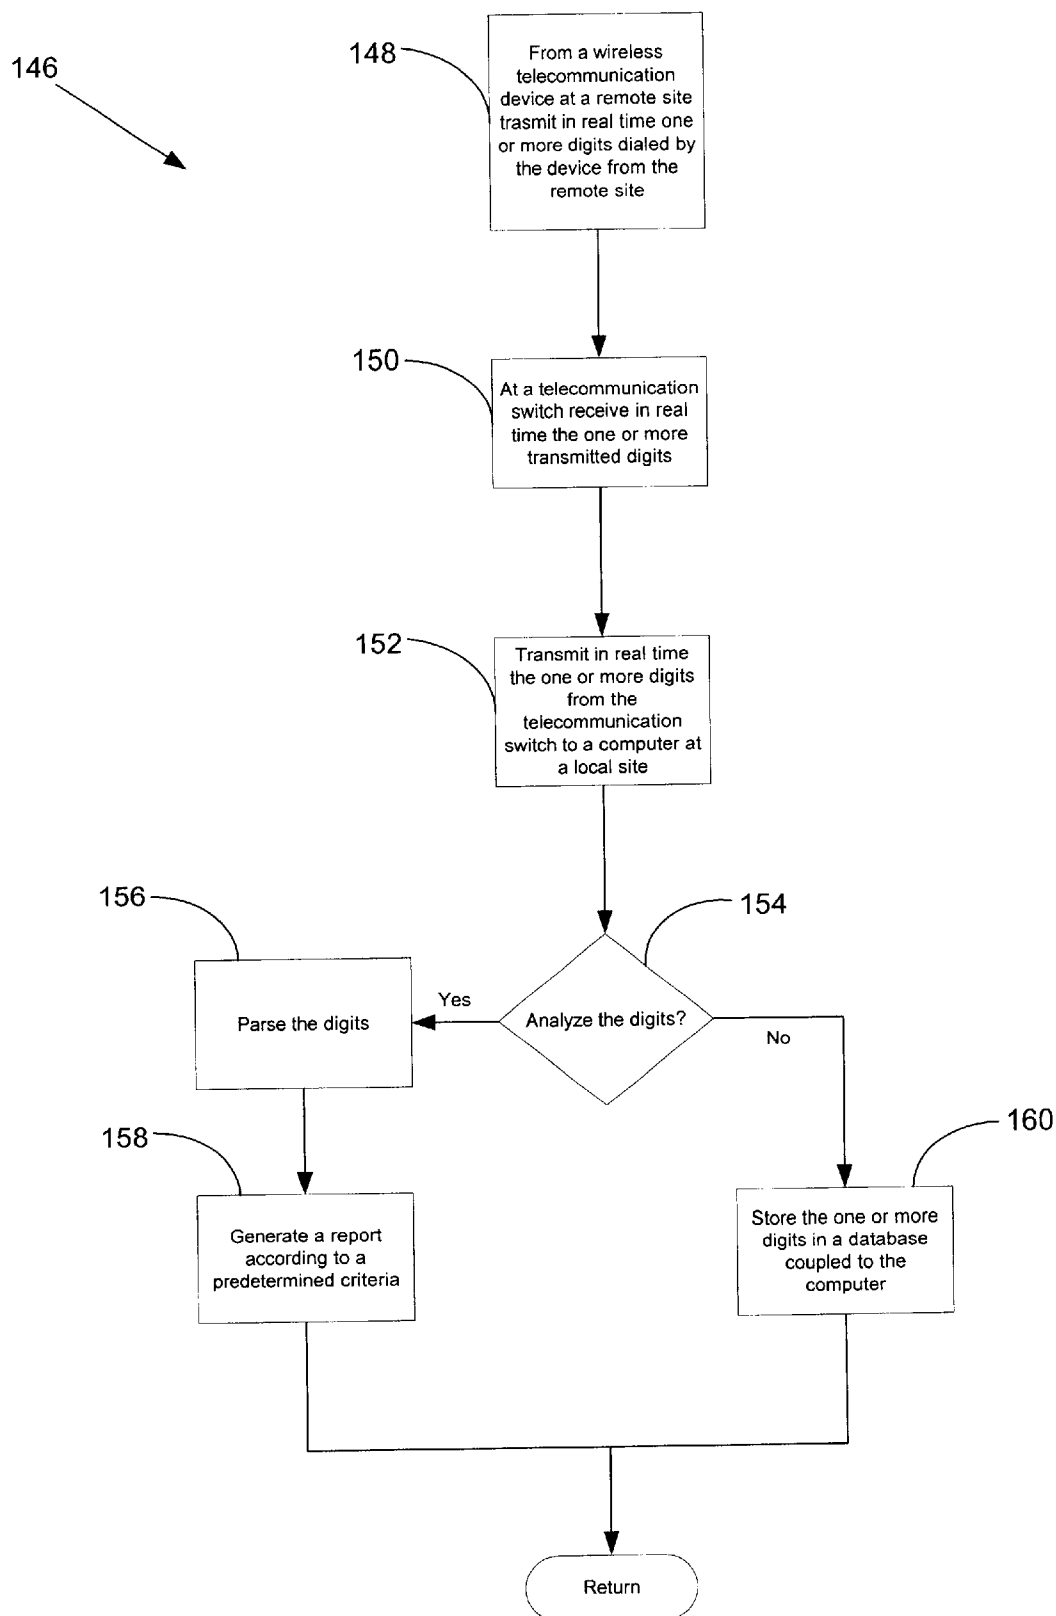 146
148
From a wireless
telecommunication
device at a remote site
trasmit in real time one
or more digits dialed by
the device from the
remote site
150
At a telecommunication
switch receive in real
time the one or more
transmitted digits
152
Transmit in real time
the one or more digits
from the
telecommunication
switch to a computer at
a local site
156
154
Yes
Analyze the digits?
No
Parse the digits
158
160
Generate a report
according to a
predetermined criteria
Store the one or more
digits in a database
coupled to the
computer
Return